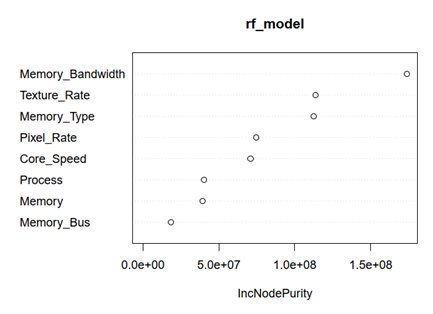 rf_model
Memory_Bandwidth
Texture_Rate
Memory_Type
Pixel_Rate
Core_Speed
Process
Memory
Memory_Bus
0.0e+00 5.0e+07 1.0e+08 1.5e+08
IncNodePurity